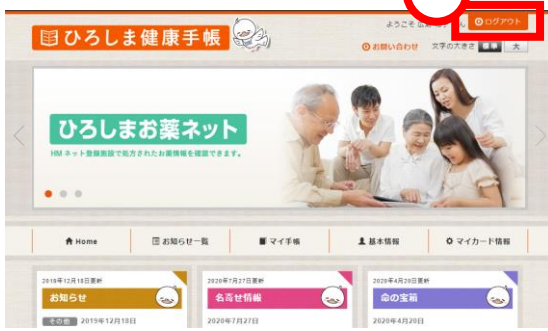 ひろしま健康手帳
ようこそ
ログアウト
お問い合わせ 文字の大きさ 標準 大
ひろしまお薬ネット
HMネット登録施設で処方されたお薬情報を確認できます。
Home お知らせ一覧 マイ手帳 基本情報 マイカード情報
2019年12月18日更新 2020年7月27日更新 2020年4月20日更新
お知らせ 名寄せ情報 命の宝箱
その他 2019年12月18日 2020年7月27日 2020年4月20日